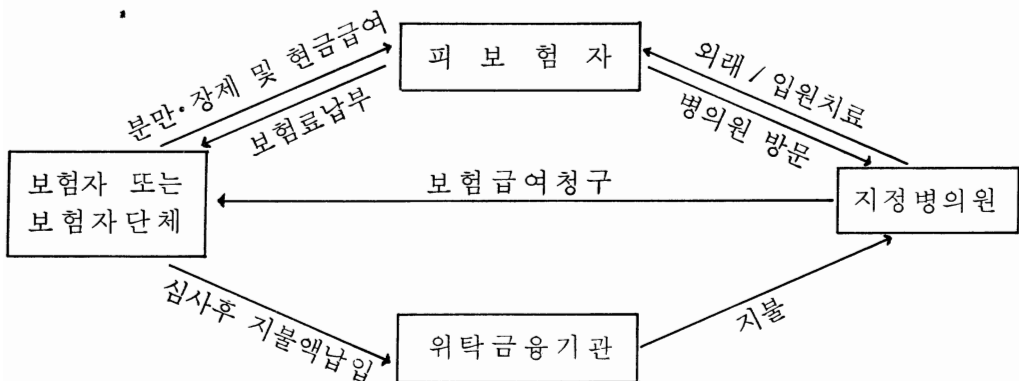 피 보 험 자
분만·장제 및 현금급여
보험료납부
외래 / 입원치료
병의원 방문
보험자 또는
보험자단체
보험급여청구
지정병의원
심사후 지불액납입
위탁금융기관
지불